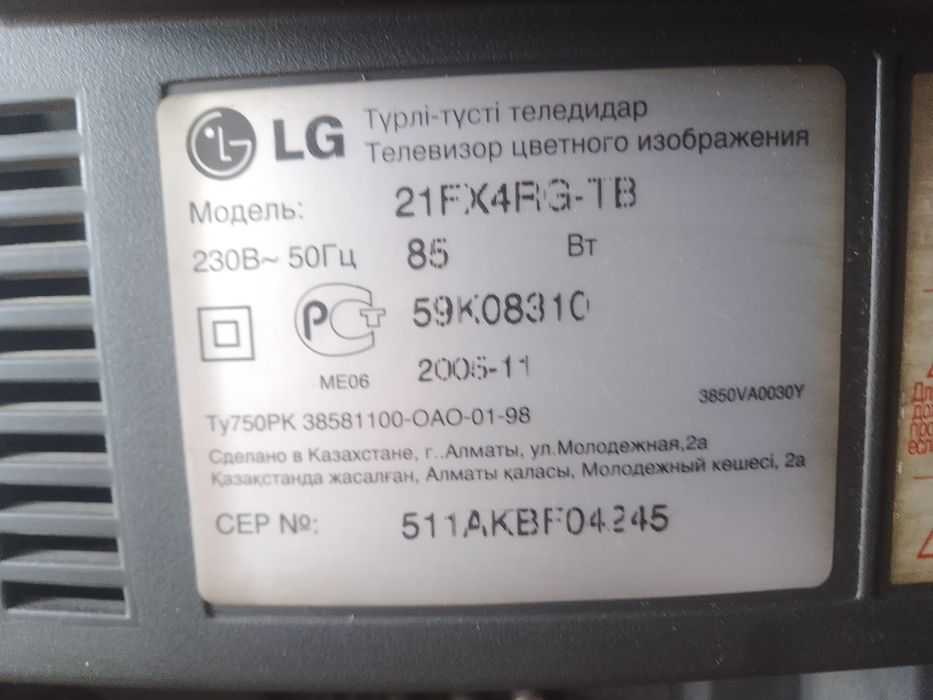 LG Түрлі-түсті теледидар
Телевизор цветного изображения
Модель: 21FX4RG-TB
230В~ 50Гц 85 Вт
РСТ 59K08310
ME06 2005-11
3850VA0030Y
Ту750РК 38581100-ОАО-01-98
Сделано в Казахстане, г..Алматы, ул.Молодежная,2а
Қазақстанда жасалған, Алматы қаласы, Молодежный көшесі, 2а
СЕР №: 511AKBF04245